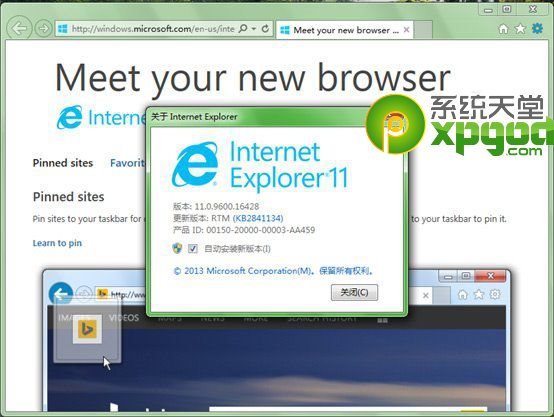 http://windows.microsoft.com/en-us/inte
Meet your new browser ...
Meet your new browser
系统天堂
xpgod
.com
关于 Internet Explorer
Internet
Explorer 11
版本: 11.0.9600.16428
更新版本: RTM (KB2841134)
产品 ID: 00150-20000-00003-AA459
自动安装新版本(I)
© 2013 Microsoft Corporation(M)。保留所有权利。
关闭(C)
Pinned sites
Pinned sites
Pin sites to your taskbar for
to your taskbar to pin it.
Learn to pin
http://ww
IMAGES VIDEOS MAPS NEWS MORE SEARCH HISTORY